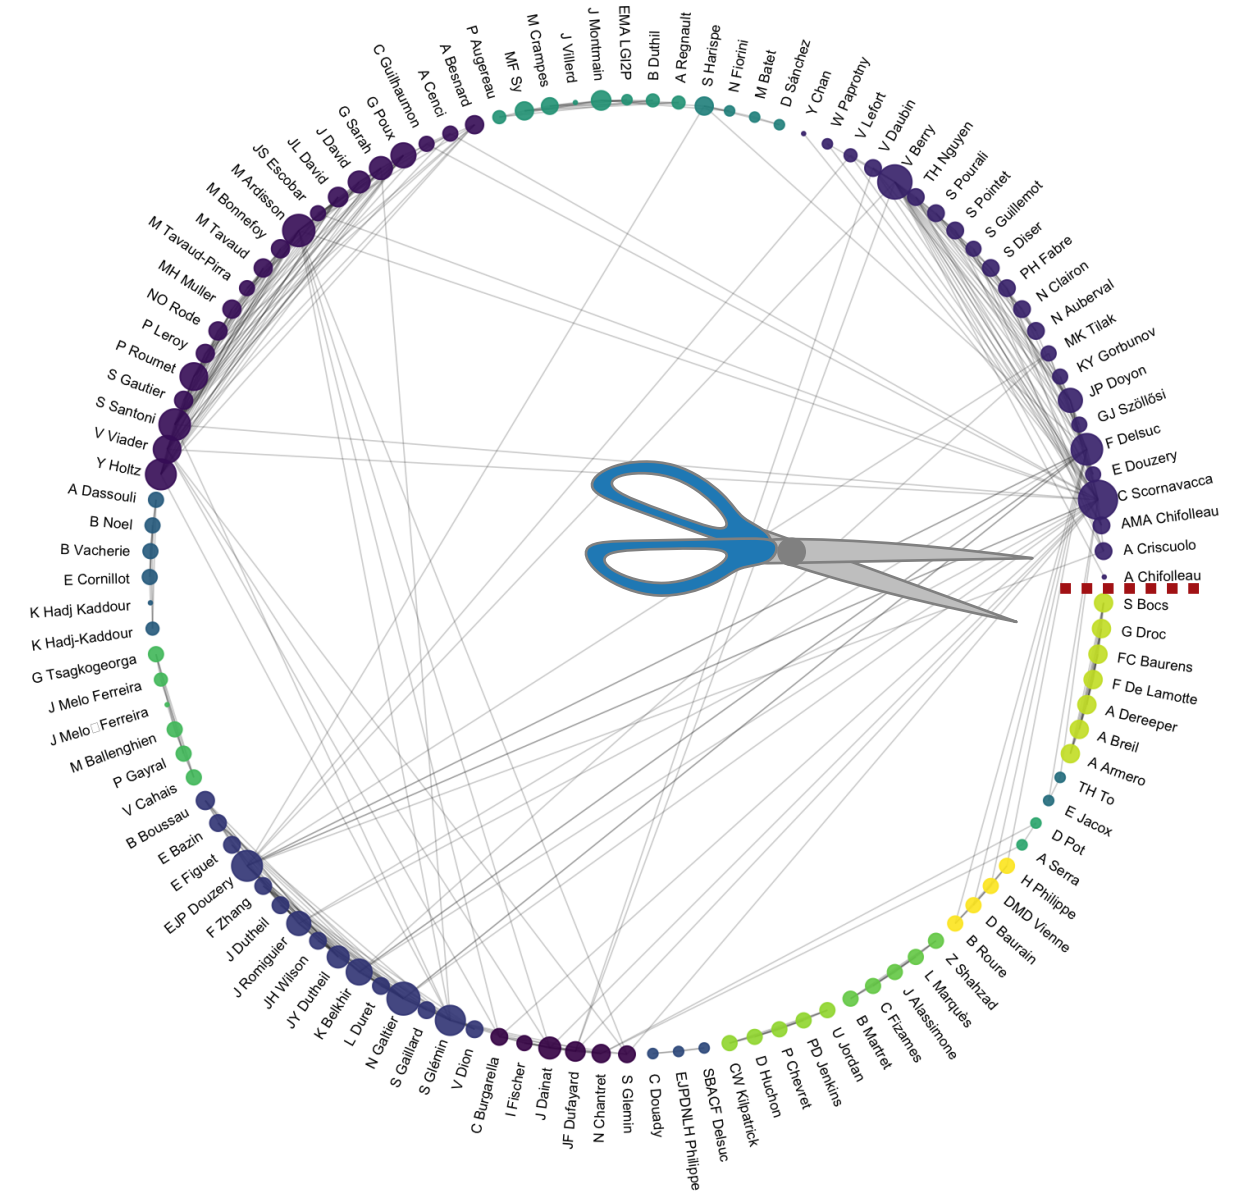 P Augereau
MF Sy
M Crampes
J Villerd
J Montmain
EMA LGI2P
B Duthil
A Regnault
S Harispe
N Fiorini
M Batet
D Sánchez
Y Chan
W Paprotny
V Lefort
V Daubin
V Berry
TH Nguyen
S Pourali
S Pointet
S Guillemot
S Diser
PH Fabre
N Clairon
N Auberval
MK Tilak
KY Gorbunov
JP Doyon
GJ Szöllősi
F Delsuc
E Douzery
C Scornavacca
AMA Chifolleau
A Criscuolo
A Chifolleau
S Bocs
G Droc
FC Baurens
F De Lamotte
A Dereeper
A Breil
A Armero
TH To
E Jacox
D Pot
A Serra
H Philippe
DMD Vienne
D Baurain
B Roure
Z Shahzad
L Marquès
J Alassimone
C Fizames
B Martret
U Jordan
PD Jenkins
P Chevret
D Huchon
CW Kilpatrick
SBACF Delsuc
EJPDNLH Philippe
C Douady
S Glemin
N Chantret
JF Dufayard
J Dainat
I Fischer
C Burgarella
V Dion
S Glémin
S Gaillard
N Galtier
L Duret
K Belkhir
JY Dutheil
JH Wilson
J Romiguier
J Dutheil
F Zhang
EJP Douzery
E Figuet
E Bazin
B Boussau
V Cahais
P Gayral
M Ballenghien
J Melo□Ferreira
J Melo Ferreira
G Tsagkogeorga
K Hadj-Kaddour
K Hadj Kaddour
E Cornillot
B Vacherie
B Noel
A Dassouli
Y Holtz
V Viader
S Santoni
S Gautier
P Roumet
P Leroy
NO Rode
MH Muller
M Tavaud-Pirra
M Tavaud
M Bonnefoy
M Ardisson
JS Escobar
JL David
J David
G Sarah
G Poux
C Guilhaumon
A Cenci
A Besnard